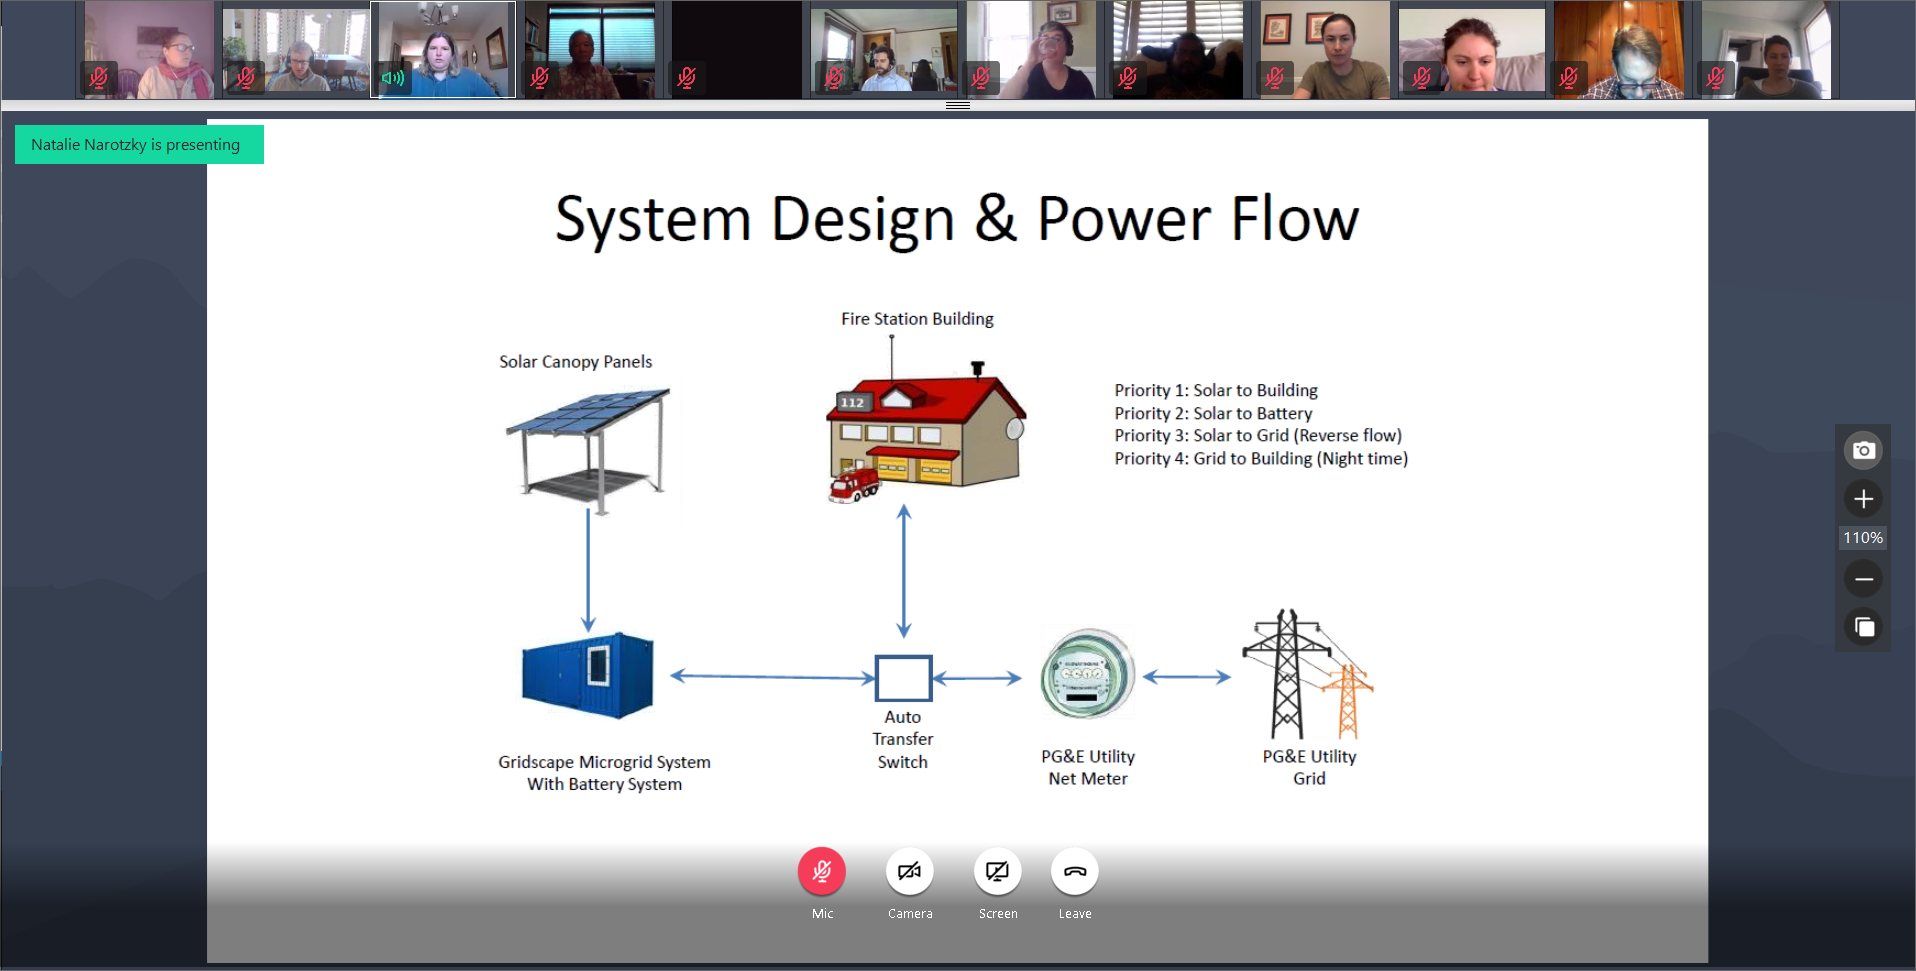 Natalie Narotzky is presenting
System Design & Power Flow
Fire Station Building
Solar Canopy Panels
112
Priority 1: Solar to Building
Priority 2: Solar to Battery
Priority 3: Solar to Grid (Reverse flow)
Priority 4: Grid to Building (Night time)
110%
Auto
Transfer
Switch
Gridscape Microgrid System
With Battery System
PG&E Utility
Net Meter
PG&E Utility
Grid
Mic
Camera
Screen
Leave